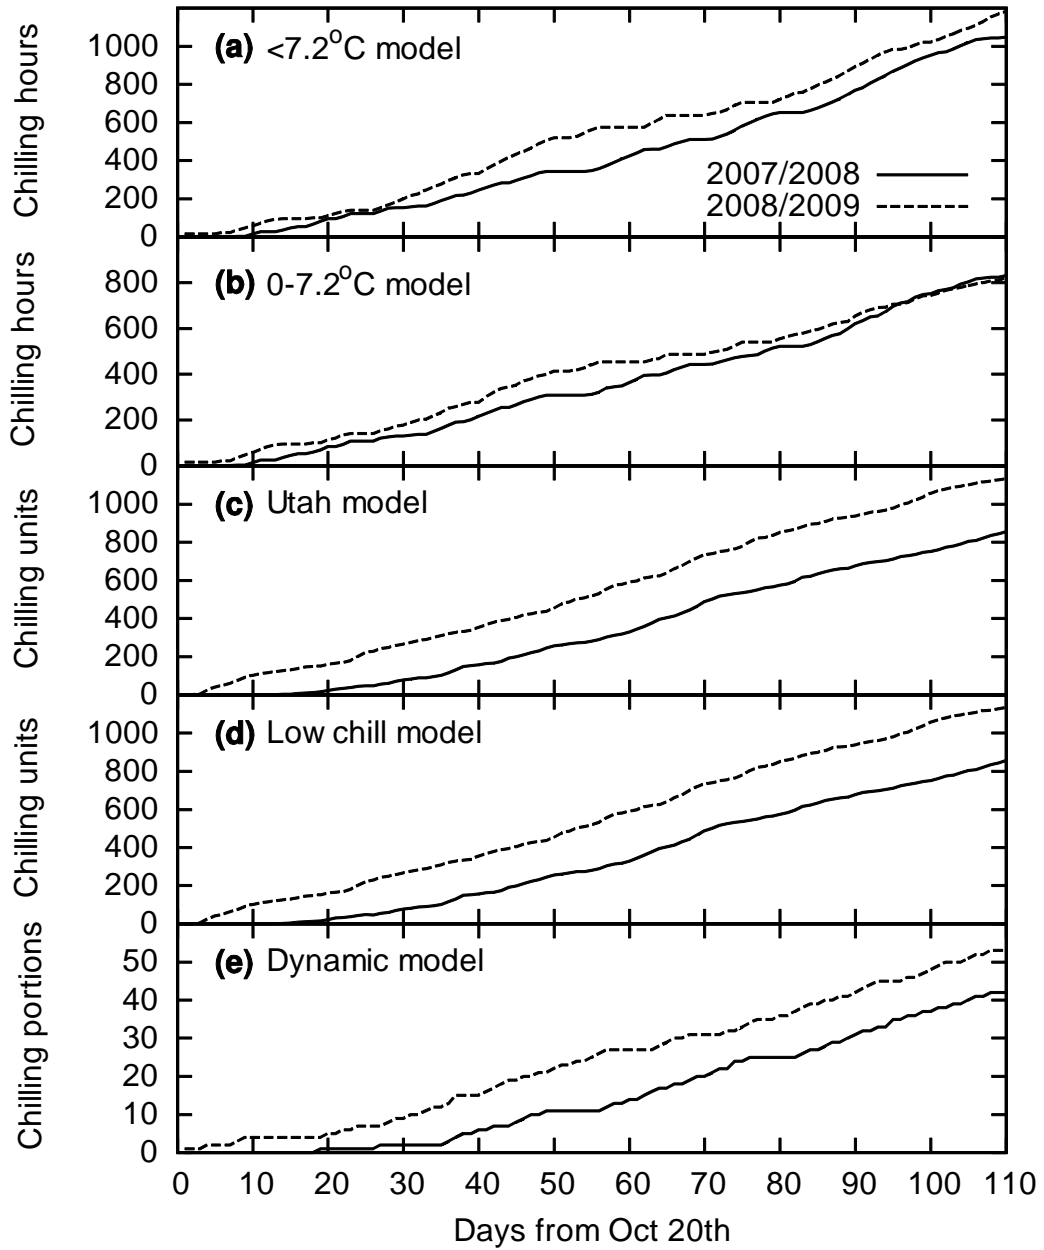 Chilling hours
1000
800
600
400
200
0
(a) <7.2°C model
2007/2008
2008/2009
Chilling hours
800
600
400
200
0
(b) 0-7.2°C model
Chilling units
1000
800
600
400
200
0
(c) Utah model
Chilling units
1000
800
600
400
200
0
(d) Low chill model
Chilling portions
50
40
30
20
10
0
(e) Dynamic model
0 10 20 30 40 50 60 70 80 90 100 110
Days from Oct 20th